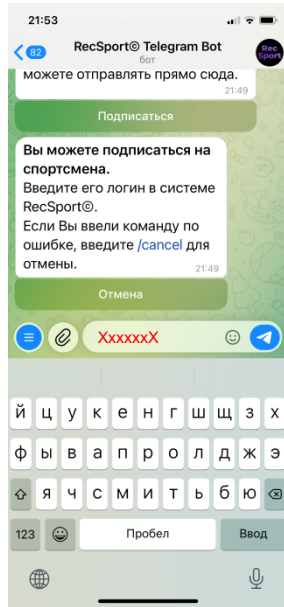 21:53
82
RecSport© Telegram Bot
бот
Rec
Sport
можете отправлять прямо сюда.
21:49
Подписаться
Вы можете подписаться на
спортсмена.
Введите его логин в системе
RecSport©.
Если Вы ввели команду по
ошибке, введите /cancel для
отмены.
21:49
Отмена
XxxxxxX
й ц у к е н г ш щ з х
ф ы в а п р о л д ж э
я ч с м и т ь б ю
123 Пробел Ввод